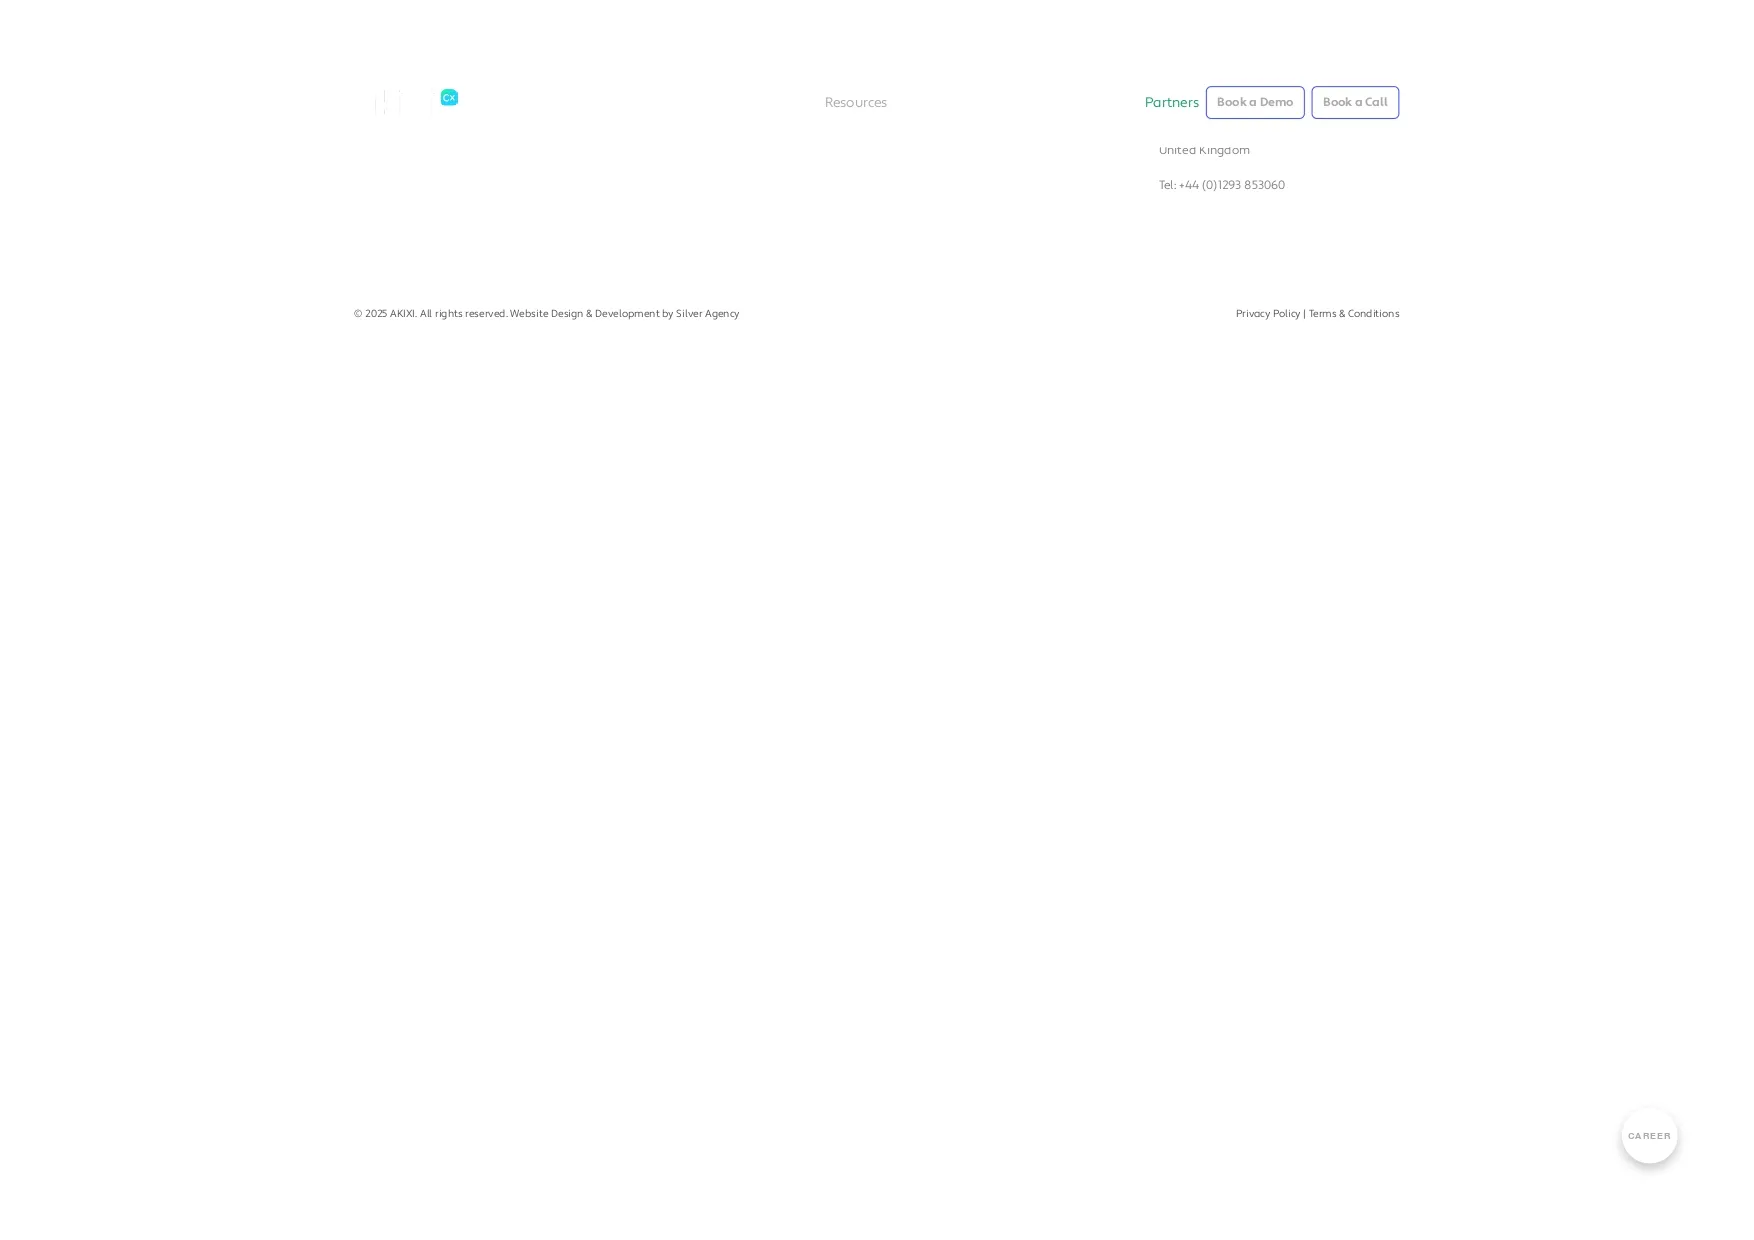 Cx
Resources
Partners
Book a Demo
Book a Call
United Kingdom
Tel: +44 (0)1293 853060
© 2025 AKIXI. All rights reserved. Website Design & Development by Silver Agency
Privacy Policy | Terms & Conditions
CAREER